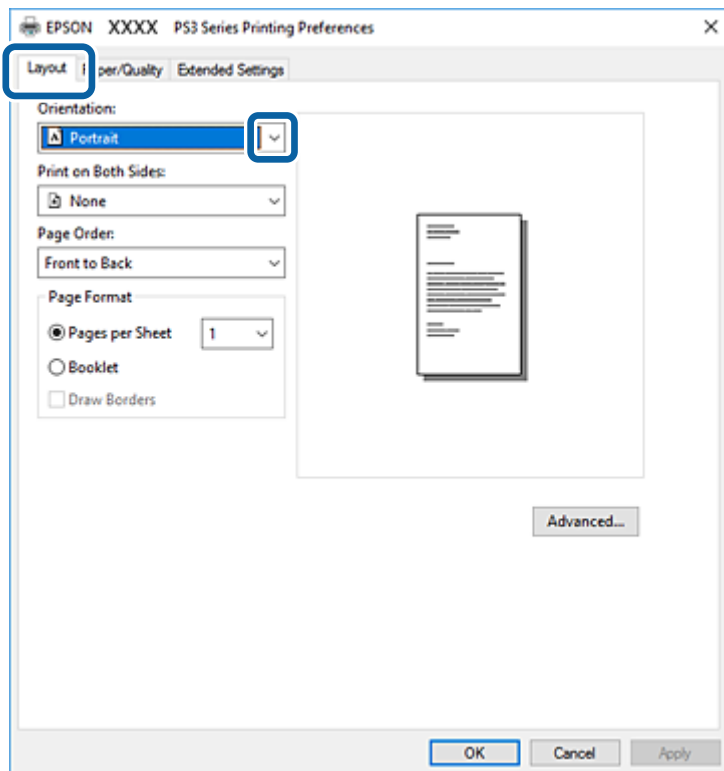 EPSON XXXX PS3 Series Printing Preferences
Layout per/Quality Extended Settings
Orientation:
Portrait
Print on Both Sides:
None
Page Order:
Front to Back
Page Format
Pages per Sheet 1
Booklet
Draw Borders
Advanced...
OK Cancel Apply